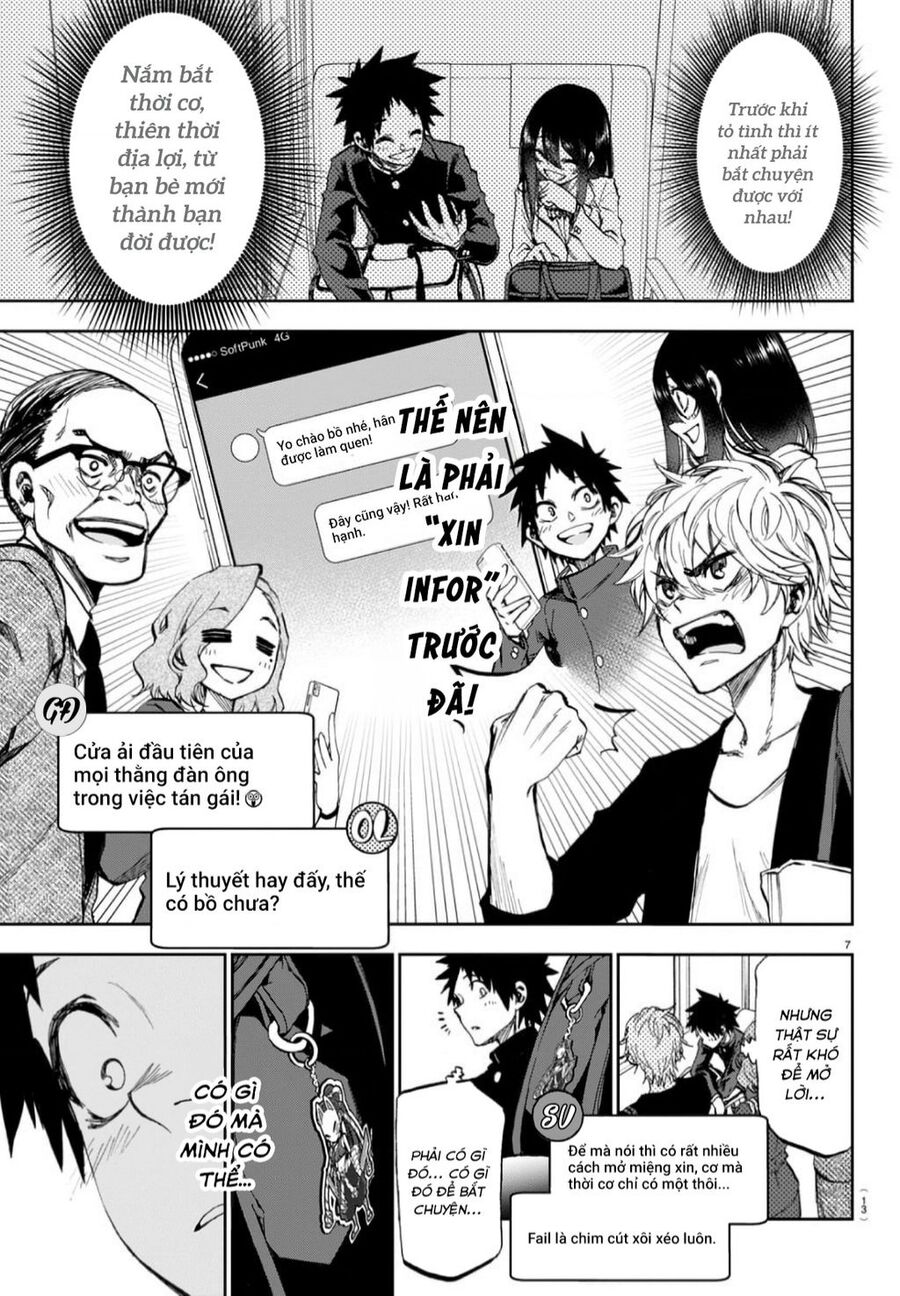 Trước khi
tỏ tình thì ít
nhất phải
bắt chuyện
được với
nhau!
Nắm bắt
thời cơ,
thiên thời
địa lợi, từ
bạn bè mới
thành bạn
đời được!
SoftPunk 4G
Yo chào bồ nhé, hân
được làm quen!
Đây cũng vậy! Rất hân
hạnh.
THẾ NÊN
LÀ PHẢI
"XIN
INFOR"
TRƯỚC
ĐÃ!
GĐ
Cửa ải đầu tiên của
mọi thằng đàn ông
trong việc tán gái!
OL
Lý thuyết hay đấy, thế
có bồ chưa?
7
NHƯNG
THẬT SỰ
RẤT KHÓ
ĐỂ MỞ
LỜI...
SV
Để mà nói thì có rất nhiều
cách mở miệng xin, cơ mà
thời cơ chỉ có một thôi...
Fail là chim cút xôi xéo luôn.
PHẢI CÓ GÌ
ĐÓ... CÓ GÌ
ĐÓ ĐỂ BẮT
CHUYỆN...
CÓ GÌ
ĐÓ MÀ
MÌNH CÓ
THỂ...
(13)